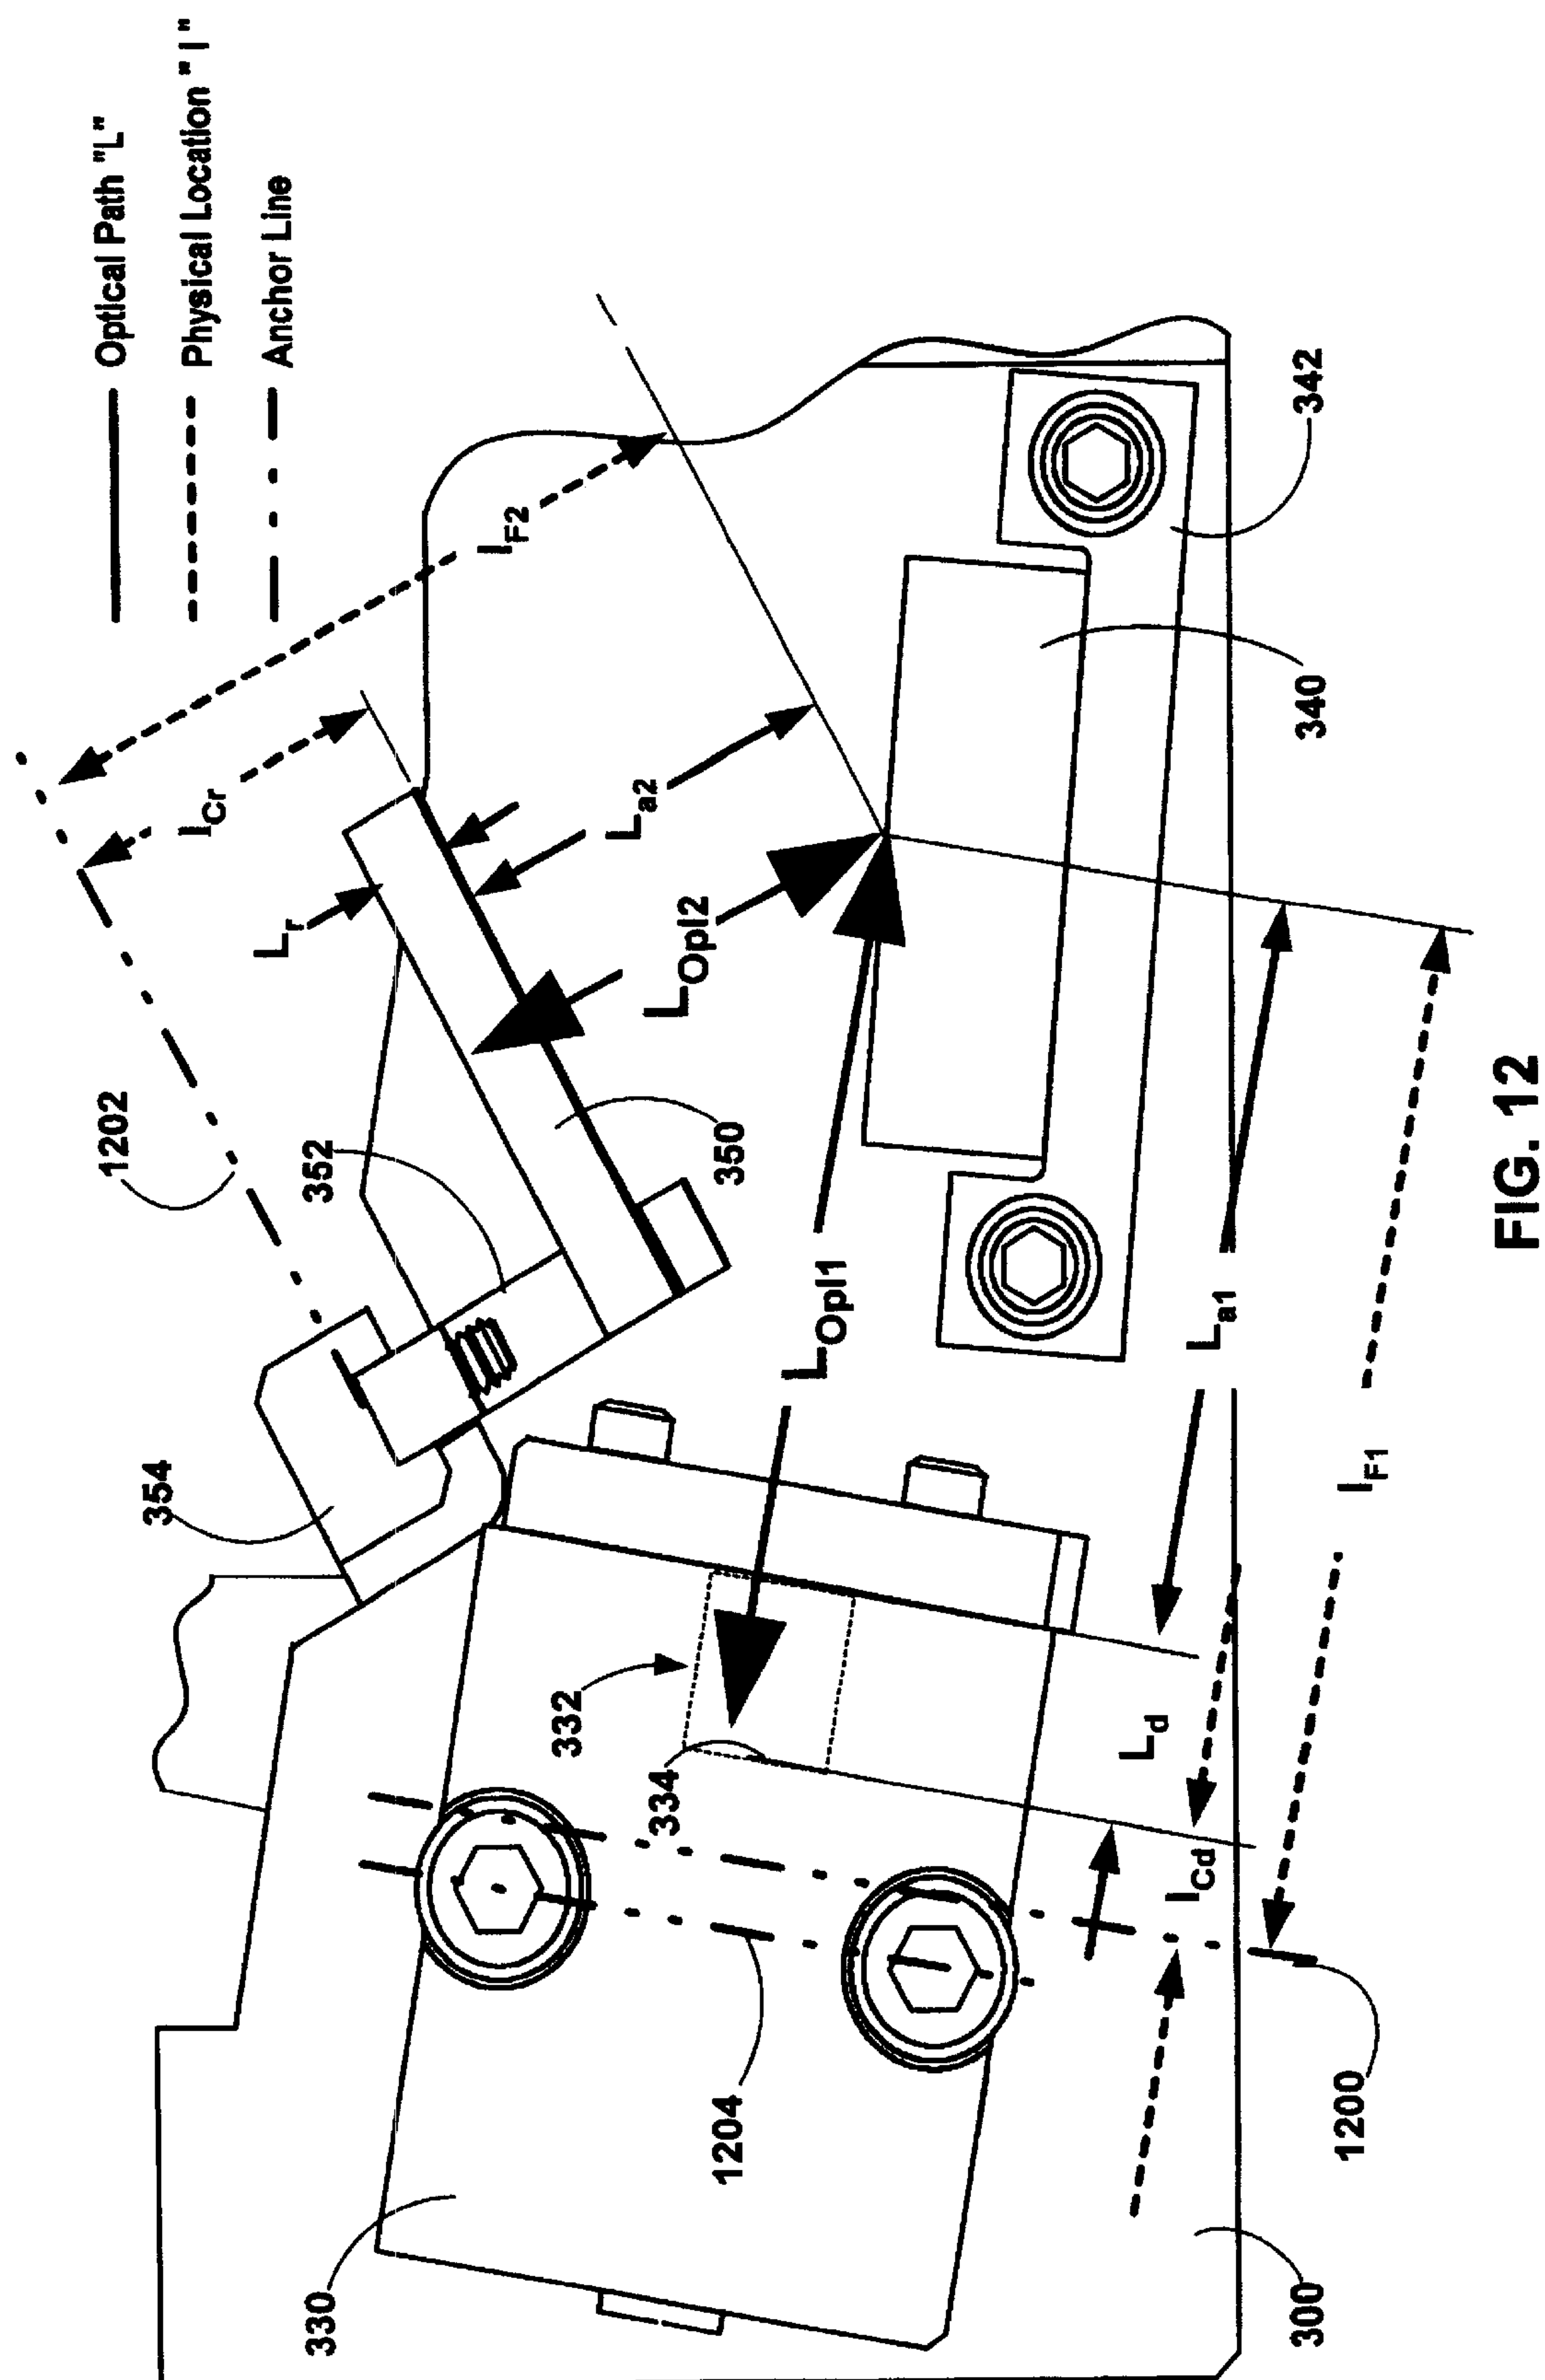 Optical Path "L"
Physical Location "l"
Anchor Line
1202
354
352
l_Cr
L_r
l_F2
L_a2
L_Opl2
350
L_Opl1
332
334
330
1204
340
342
L_a1
L_d
l_Cd
l_F1
1200
300
FIG. 12